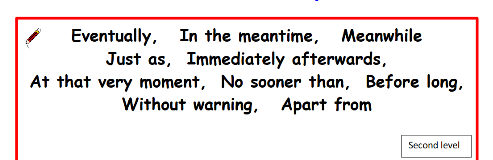 Eventually, In the meantime, Meanwhile
Just as, Immediately afterwards,
At that very moment, No sooner than, Before long,
Without warning, Apart from
Second level